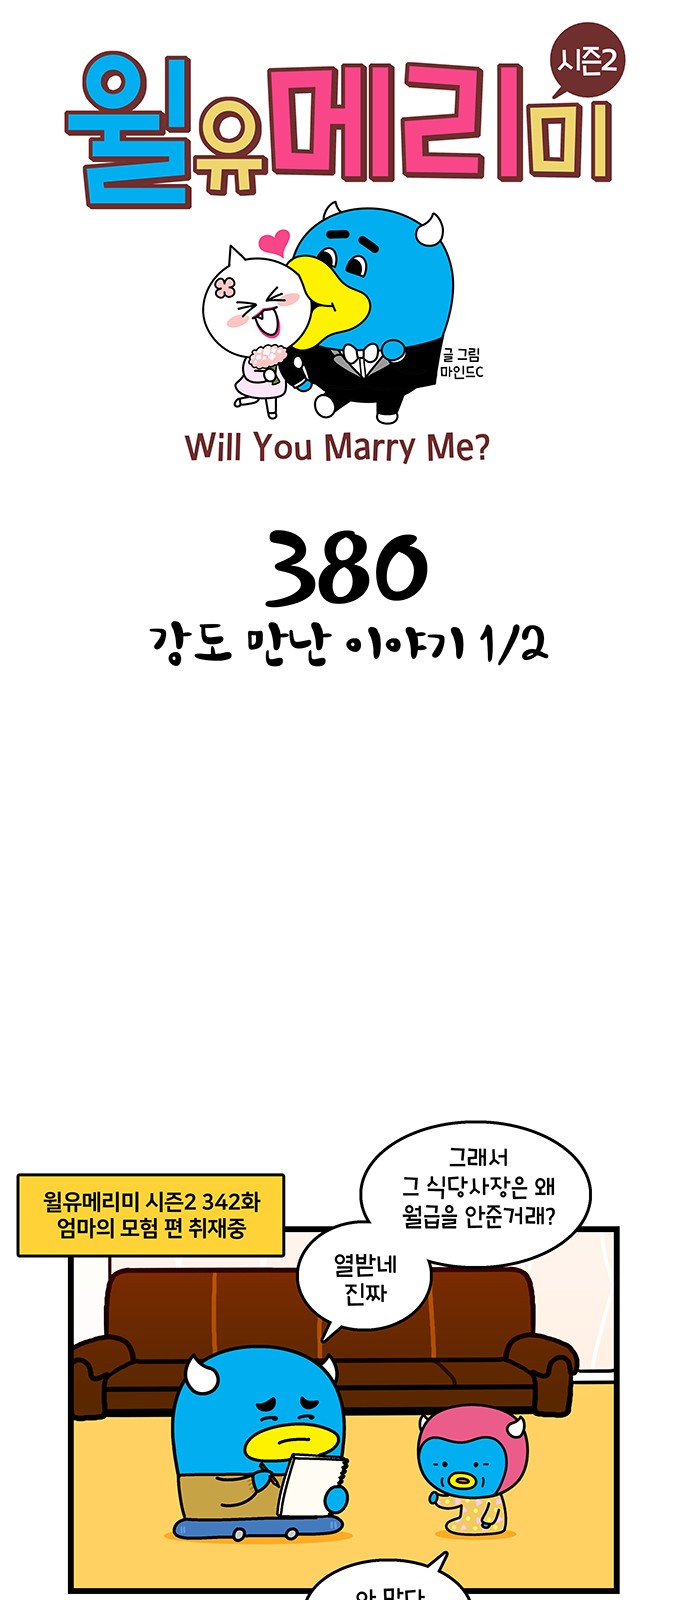 시즌2
윌유메리미
글 그림
마인드C
Will You Marry Me?
380
강도 만난 이야기 1/2
그래서
그 식당사장은 왜
월급을 안준거래?
윌유메리미 시즌2 342화
엄마의 모험 편 취재중
열받네
진짜